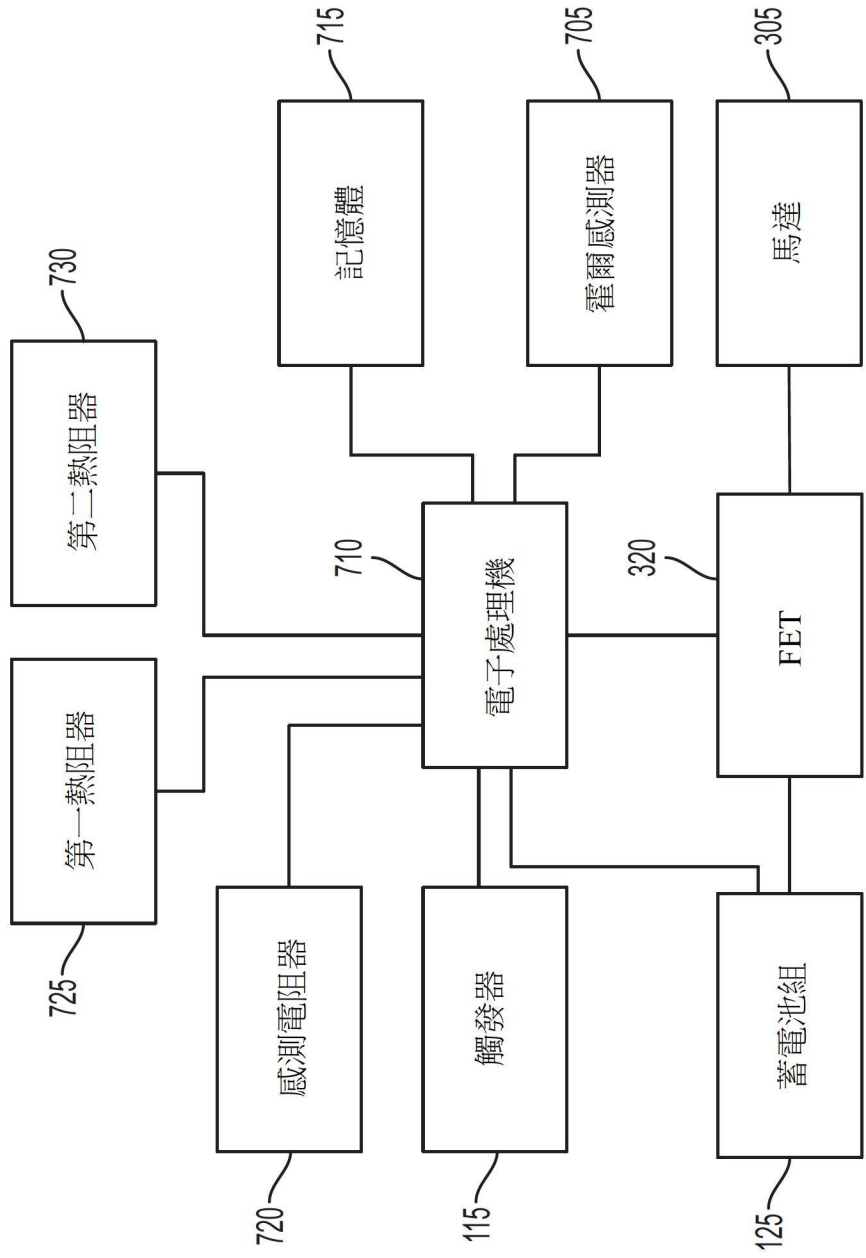 730
第二熱阻器
第一熱阻器
725
715
記憶體
感測電阻器
720
705
霍爾感測器
710
電子處理機
觸發器
115
305
馬達
320
FET
蓄電池組
125